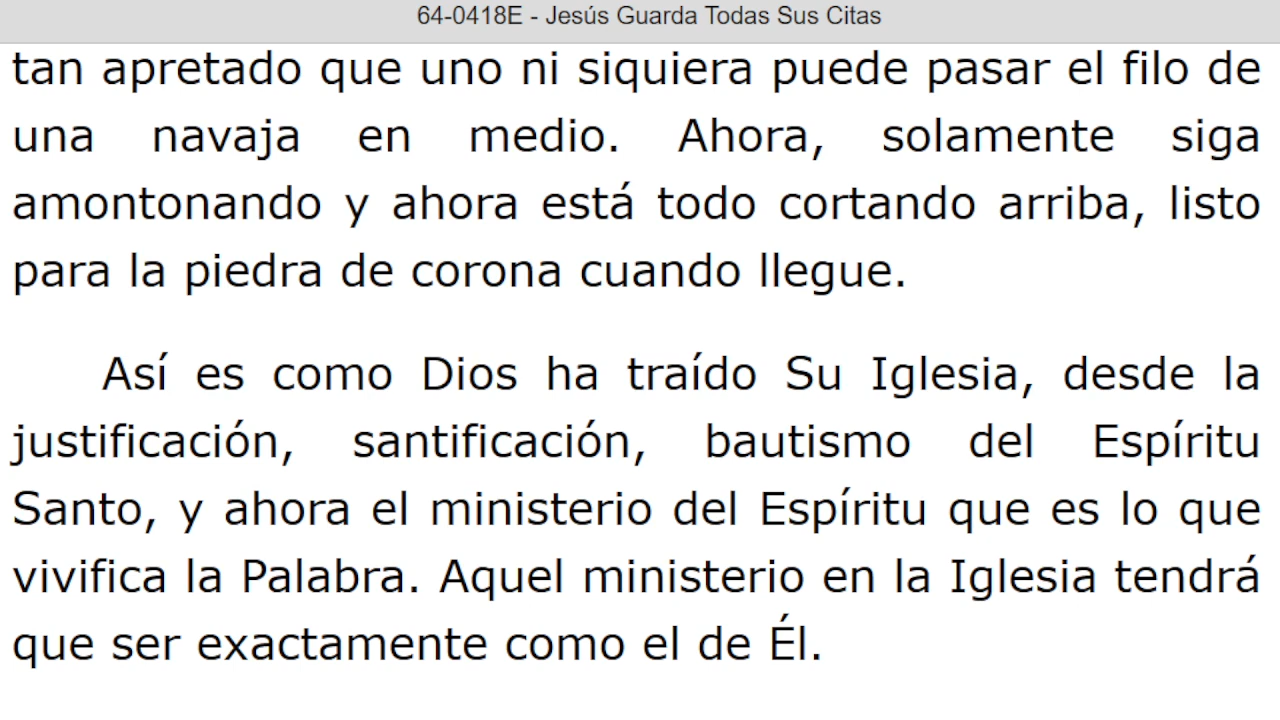 64-0418E - Jesús Guarda Todas Sus Citas
tan apretado que uno ni siquiera puede pasar el filo de
una navaja en medio. Ahora, solamente siga
amontonando y ahora está todo cortando arriba, listo
para la piedra de corona cuando llegue.
Así es como Dios ha traído Su Iglesia, desde la
justificación, santificación, bautismo del Espíritu
Santo, y ahora el ministerio del Espíritu que es lo que
vivifica la Palabra. Aquel ministerio en la Iglesia tendrá
que ser exactamente como el de Él.